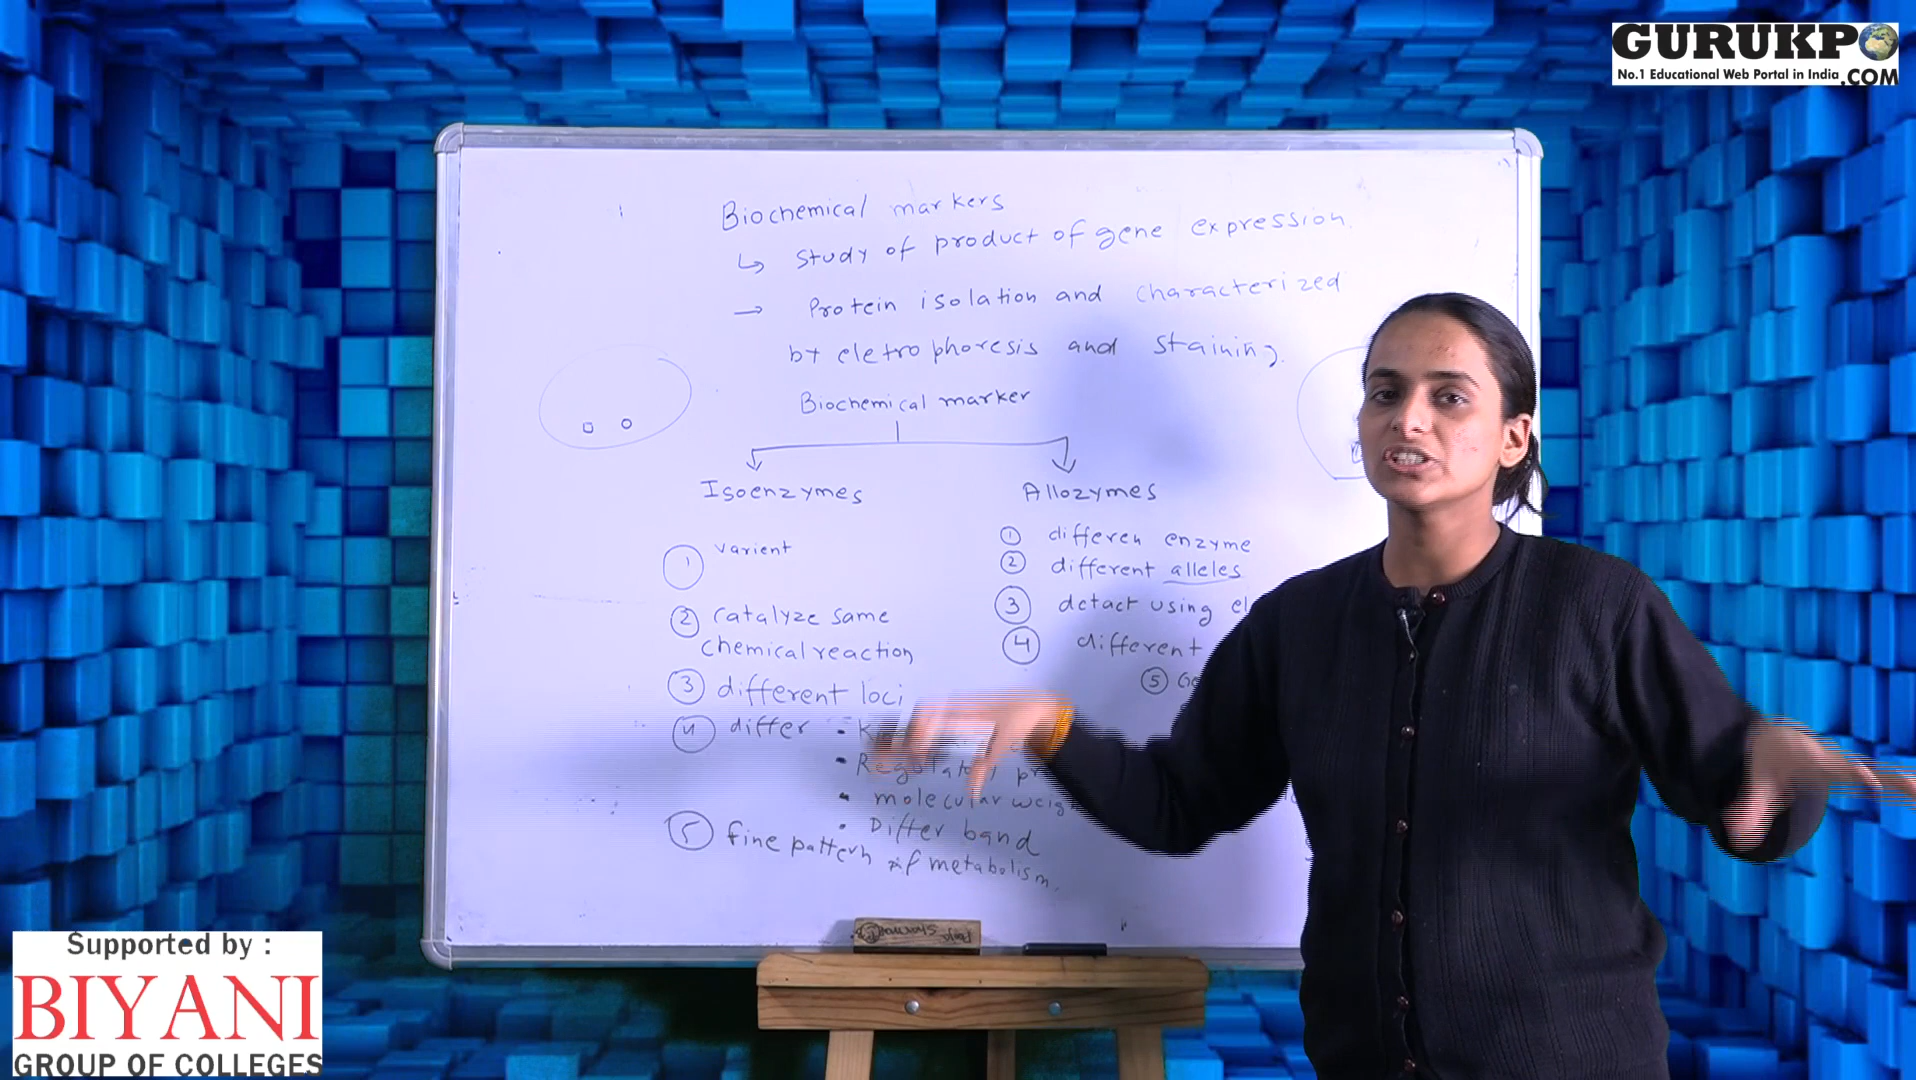 GURUKPO
No.1 Educational Web Portal in India .COM
Biochemical markers
↳ study of product of gene expression.
→ Protein isolation and characterized
by eletrophoresis and staining.
Biochemical marker
Isoenzymes
① varient
② catalyze same
chemical reaction
③ different loci
④ differ
• Regulatory
• molecular
• Differ band
⑤ fine pattern of metabolism.
Allozymes
① differen enzyme
② different alleles
③ detact using
④ different
⑤
Supported by :
BIYANI
GROUP OF COLLEGES